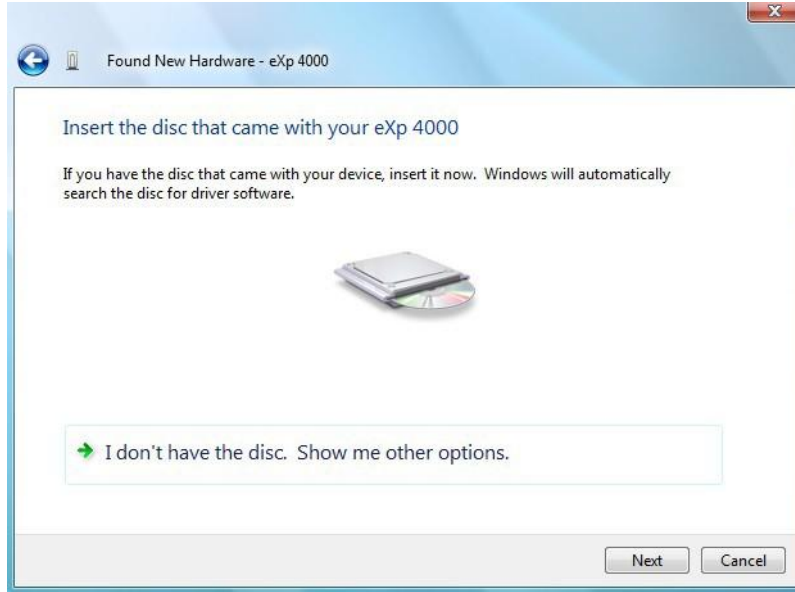 Found New Hardware - eXp 4000
Insert the disc that came with your eXp 4000
If you have the disc that came with your device, insert it now.  Windows will automatically
search the disc for driver software.
I don't have the disc.  Show me other options.
Next
Cancel